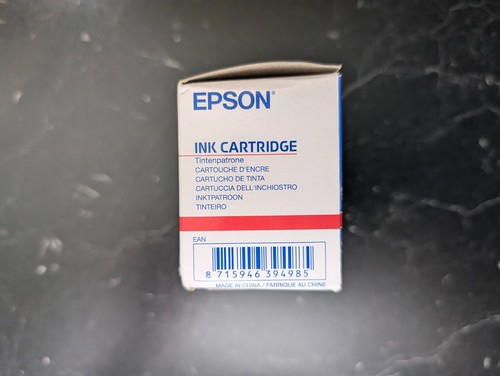 EPSON®
INK CARTRIDGE
Tintenpatrone
CARTOUCHE D'ENCRE
CARTUCHO DE TINTA
CARTUCCIA DELL'INCHIOSTRO
INKTPATROON
TINTEIRO
EAN
8 715946 394985
MADE IN CHINA / FABRIQUE AU CHINE